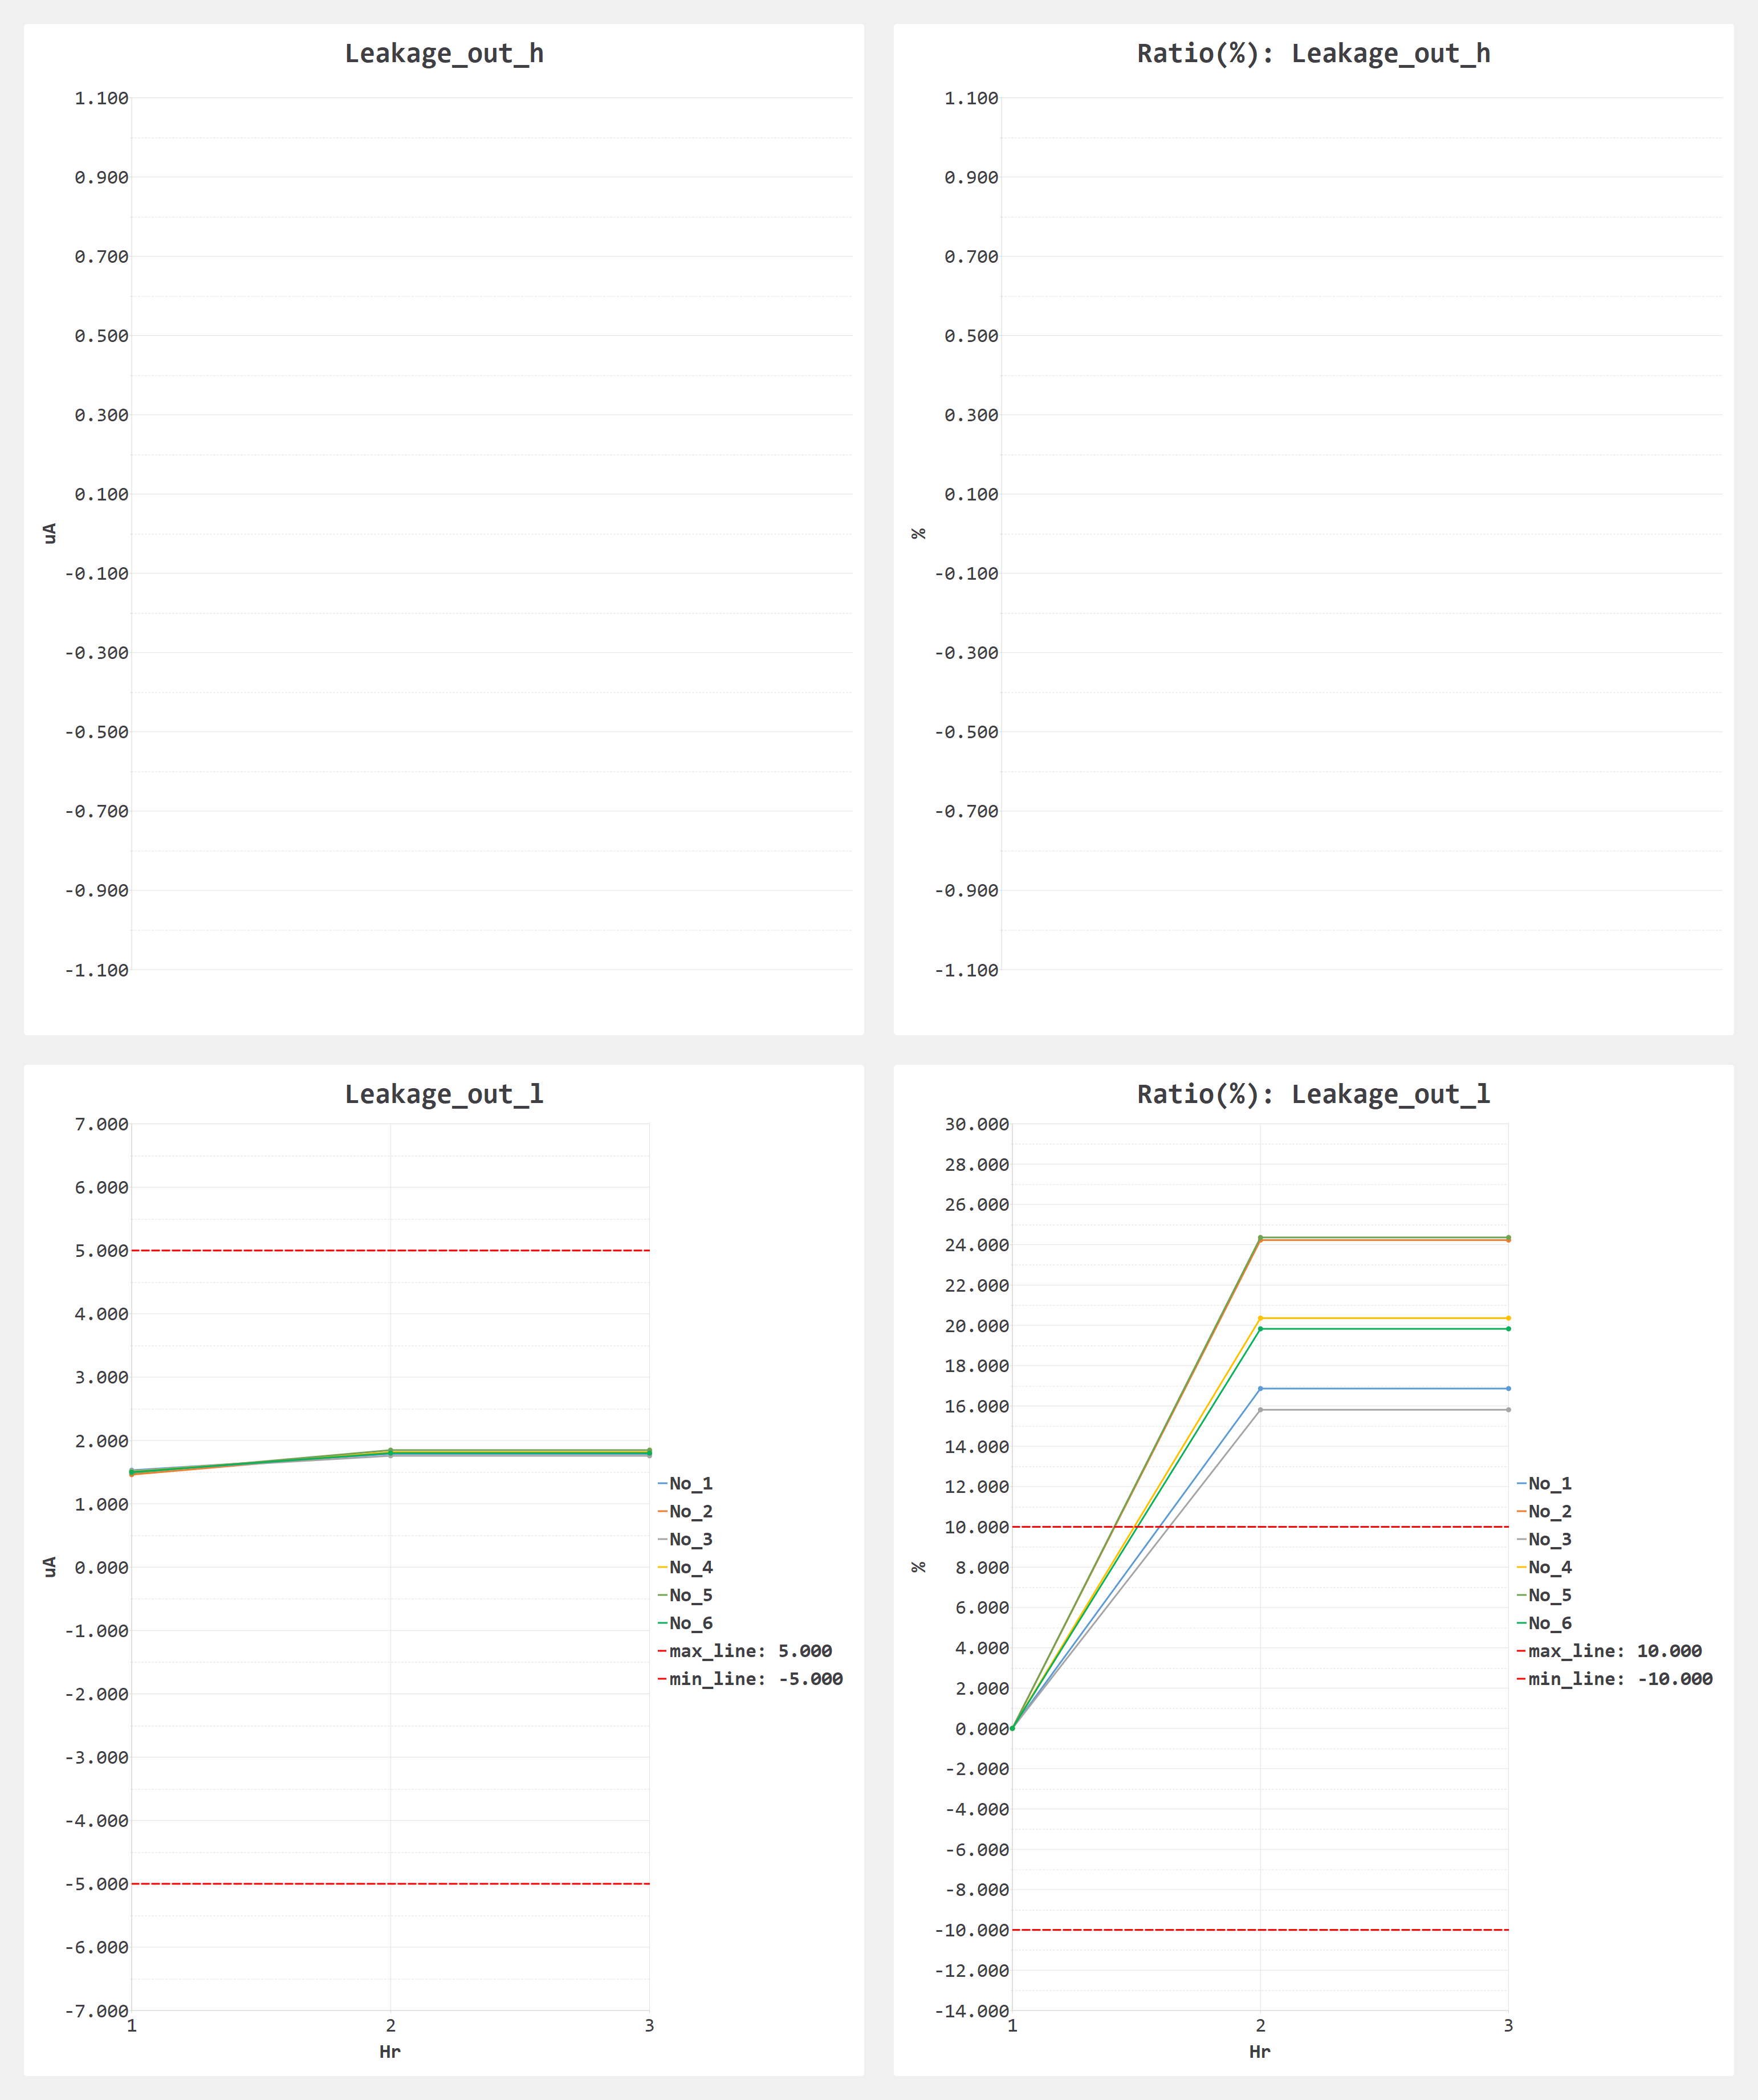 Leakage_out_h
1.100
0.900
0.700
0.500
0.300
0.100
-0.100
-0.300
-0.500
-0.700
-0.900
-1.100
uA
Ratio(%): Leakage_out_h
1.100
0.900
0.700
0.500
0.300
0.100
-0.100
-0.300
-0.500
-0.700
-0.900
-1.100
%
Leakage_out_l
7.000
6.000
5.000
4.000
3.000
2.000
1.000
0.000
-1.000
-2.000
-3.000
-4.000
-5.000
-6.000
-7.000
uA
1 2 3
Hr
No_1
No_2
No_3
No_4
No_5
No_6
max_line: 5.000
min_line: -5.000
Ratio(%): Leakage_out_l
30.000
28.000
26.000
24.000
22.000
20.000
18.000
16.000
14.000
12.000
10.000
8.000
6.000
4.000
2.000
0.000
-2.000
-4.000
-6.000
-8.000
-10.000
-12.000
-14.000
%
1 2 3
Hr
No_1
No_2
No_3
No_4
No_5
No_6
max_line: 10.000
min_line: -10.000